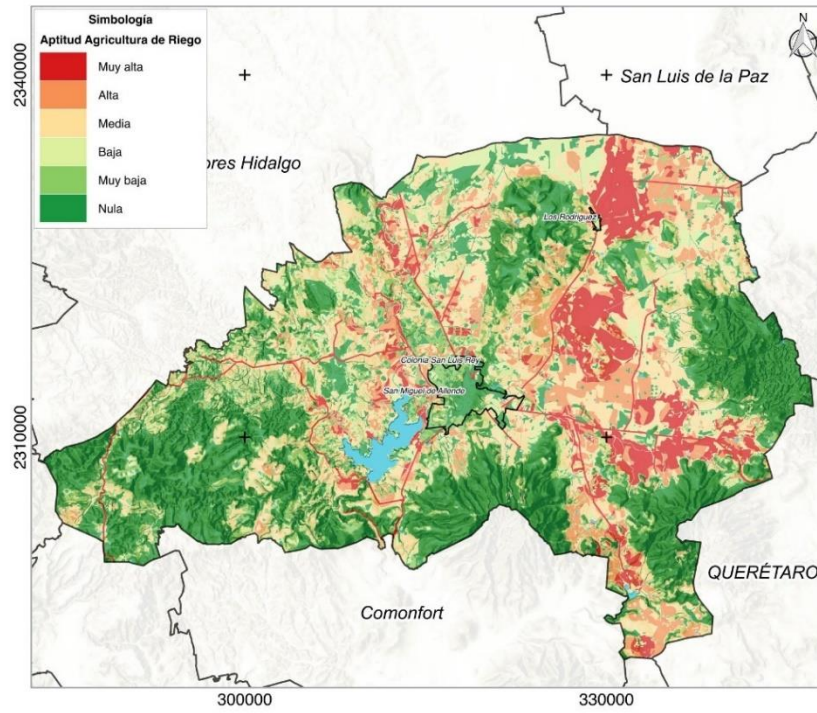 Simbología
Aptitud Agricultura de Riego
Muy alta
Alta
Media
Baja
Muy baja
Nula
N
2340000
San Luis de la Paz
ores Hidalgo
Los Rodriguez
Colonia San Luis Rey
San Miguel de Allende
2310000
QUERÉTARO
Comonfort
300000
330000